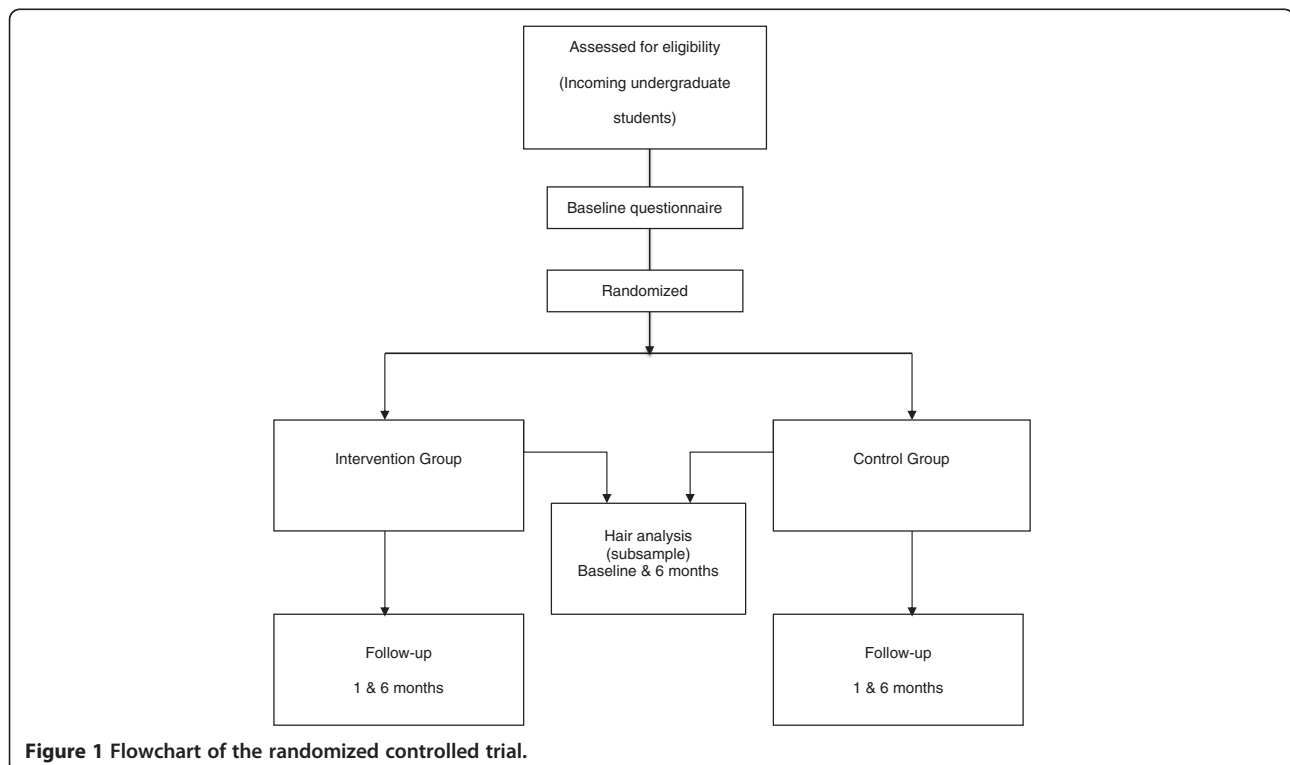 Assessed for eligibility
(Incoming undergraduate
students)
Baseline questionnaire
Randomized
Intervention Group
Control Group
Hair analysis
(subsample)
Baseline & 6 months
Follow-up
1 & 6 months
Follow-up
1 & 6 months
Figure 1 Flowchart of the randomized controlled trial.